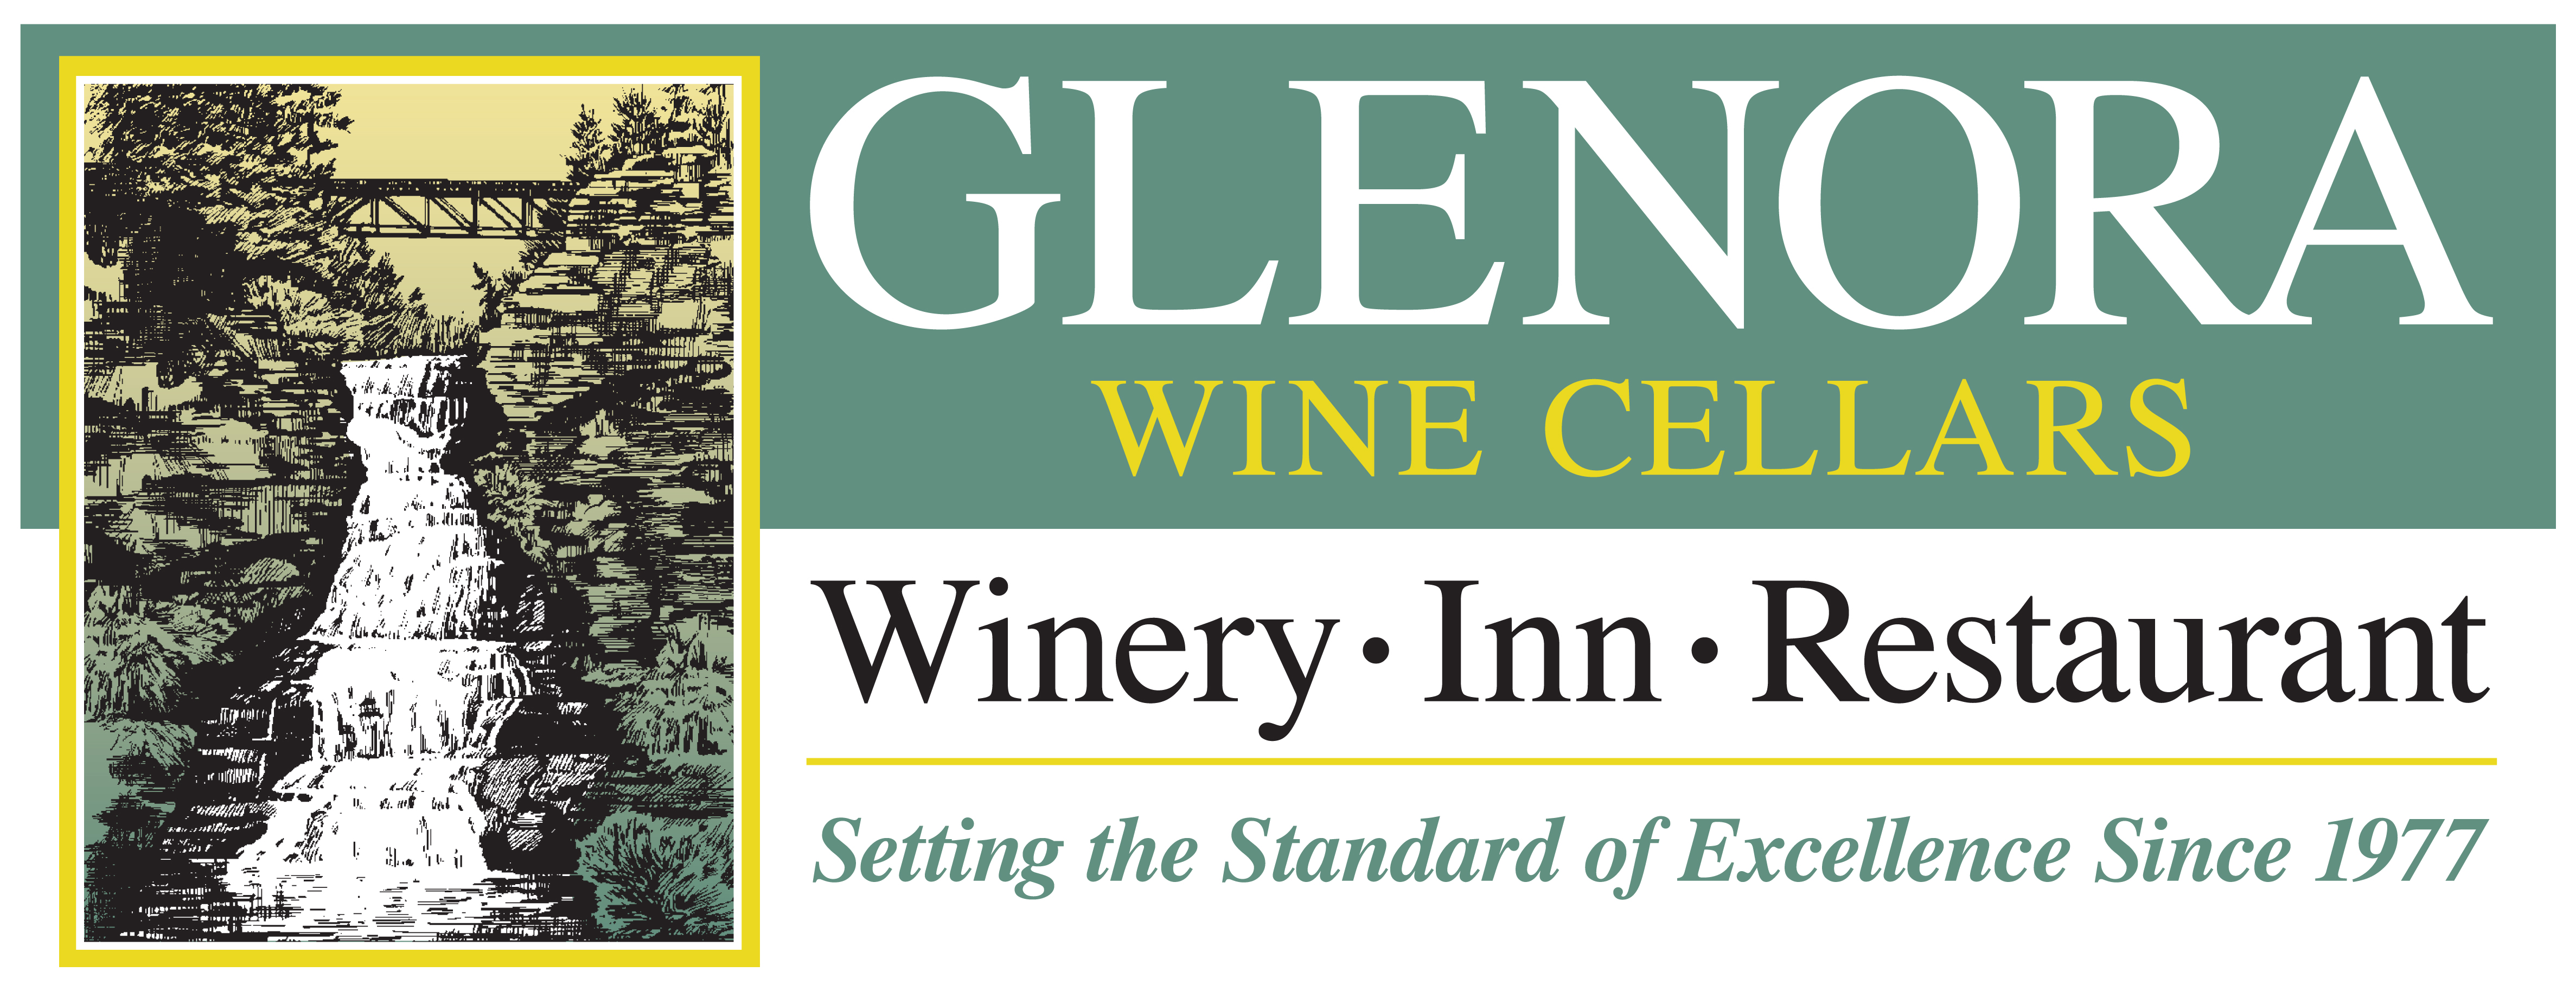 GLENORA
WINE CELLARS
Winery • Inn • Restaurant
Setting the Standard of Excellence Since 1977